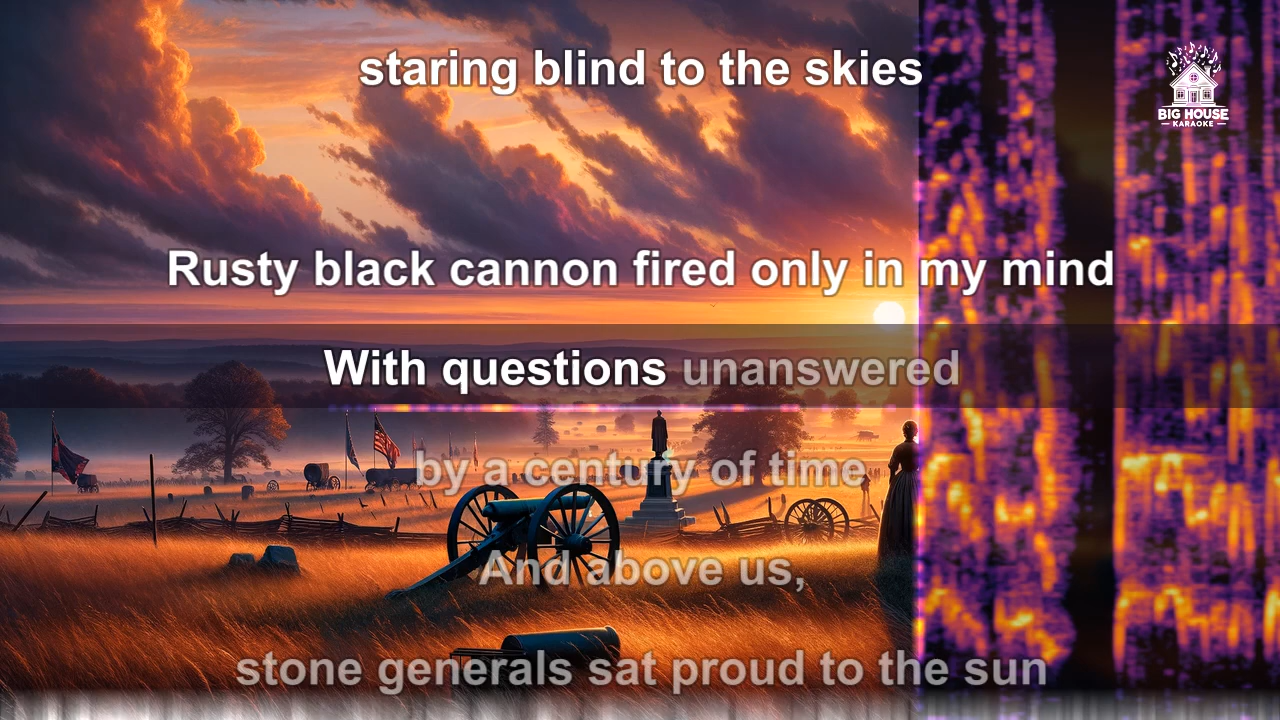 staring blind to the skies
BIG HOUSE
KARAOKE
Rusty black cannon fired only in my mind
With questions unanswered
by a century of time
And above us,
stone generals sat proud to the sun